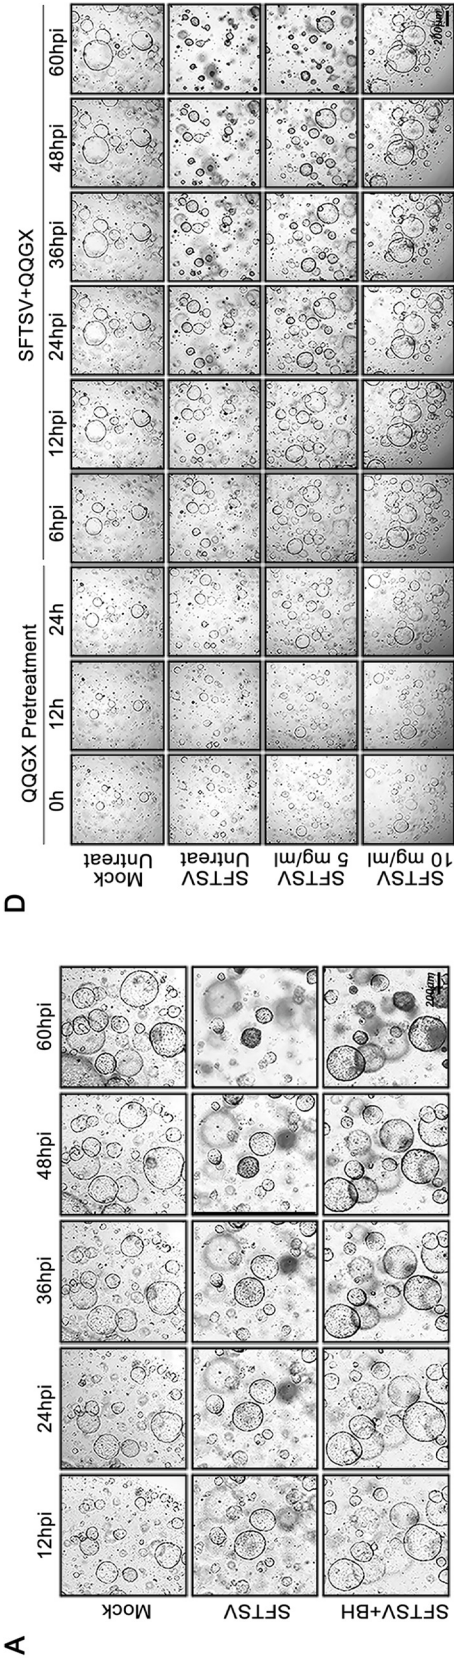 A
12hpi 24hpi 36hpi 48hpi 60hpi
Mock
SFTSV
SFTSV+BH
200μm
D
QQGX Pretreatment SFTSV+QQGX
0h 12h 24h 6hpi 12hpi 24hpi 36hpi 48hpi 60hpi
Mock
Untreat
SFTSV
Untreat
SFTSV
5 mg/ml
SFTSV
10 mg/ml
200μm